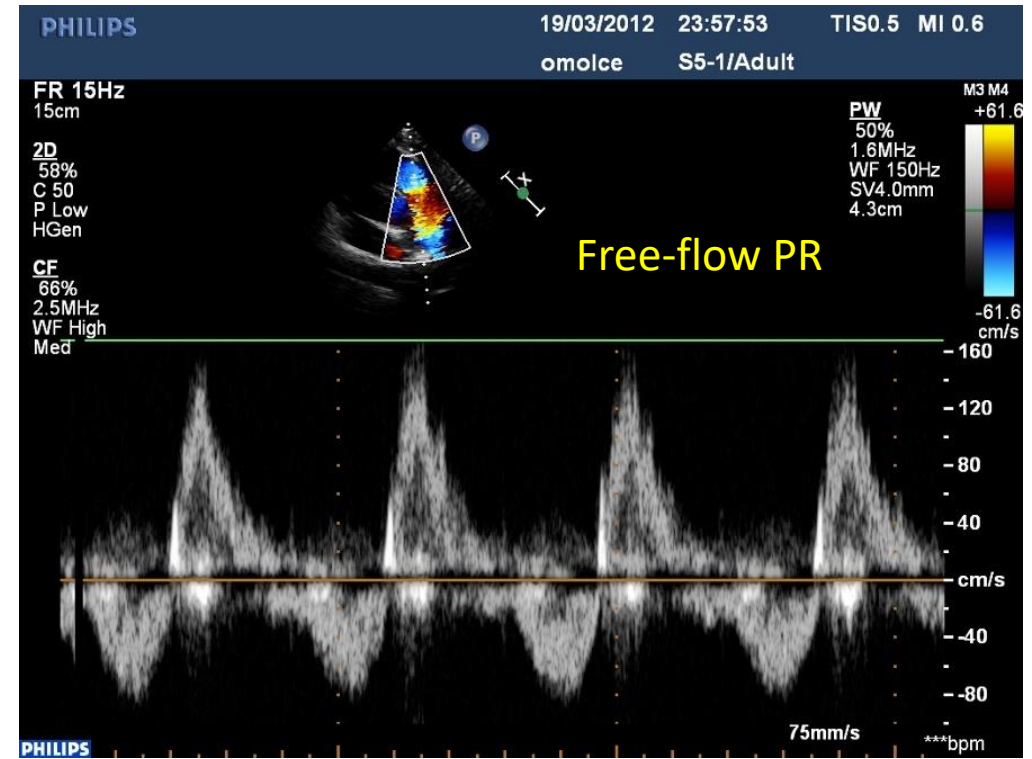 PHILIPS
19/03/2012 23:57:53 TIS0.5 MI 0.6
omolce S5-1/Adult
FR 15Hz
15cm
2D
58%
C 50
P Low
HGen
CF
66%
2.5MHz
WF High
Med
P
x
Free-flow PR
PW
50%
1.6MHz
WF 150Hz
SV4.0mm
4.3cm
M3 M4
+61.6
-61.6
cm/s
160
120
80
40
cm/s
-40
-80
75mm/s
***bpm
PHILIPS